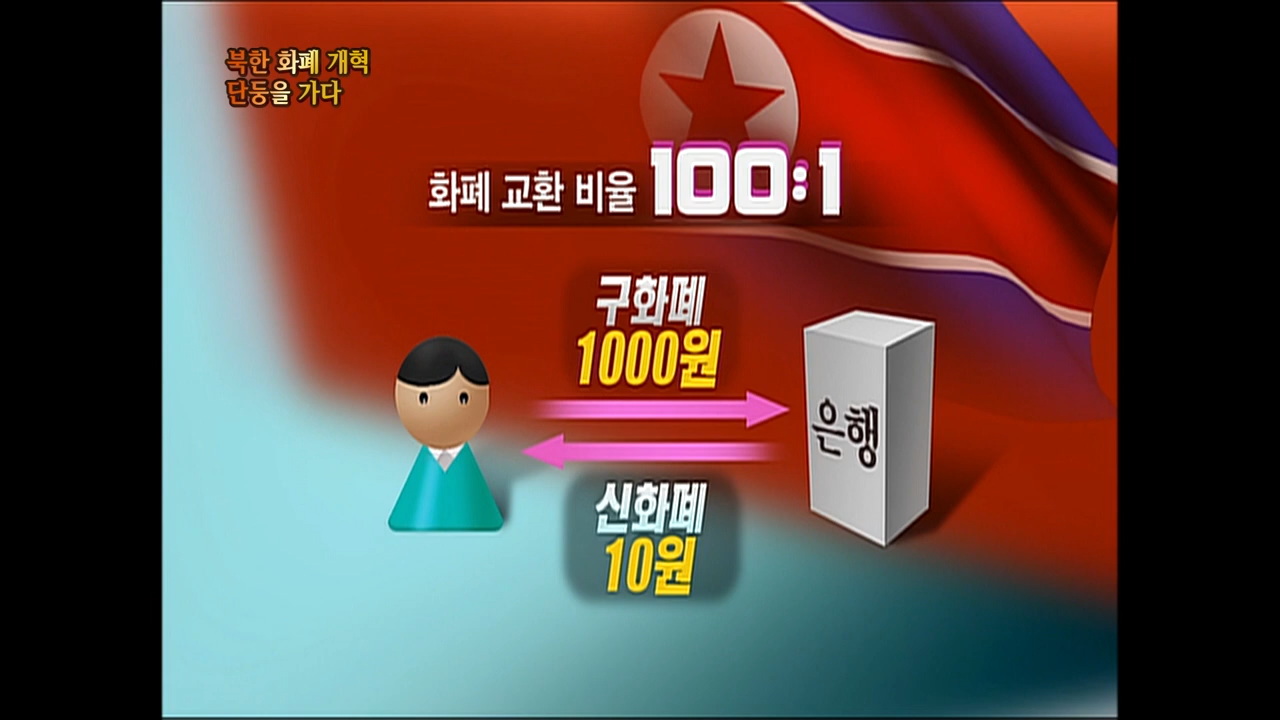 북한 화폐 개혁
단둥을 가다
화폐 교환 비율 100:1
구화폐
1000원
은행
신화폐
10원